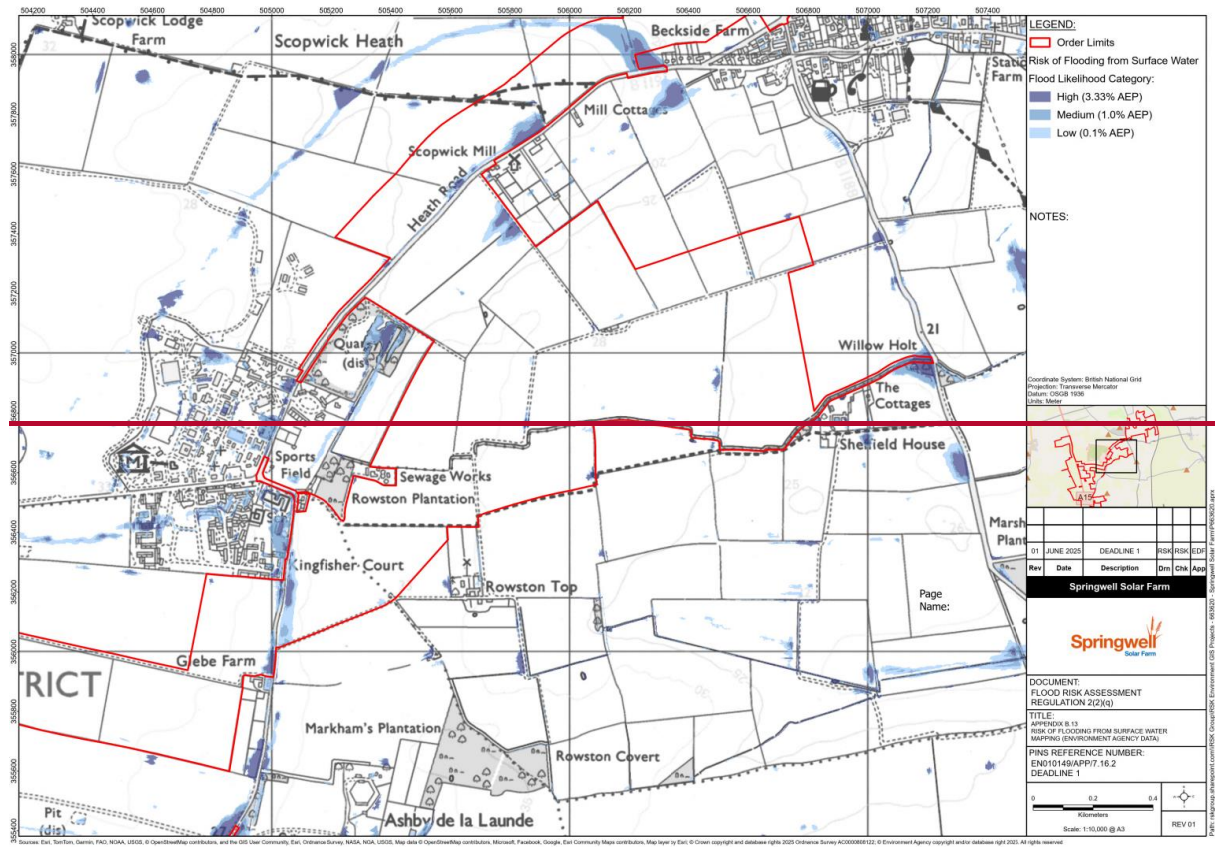 504200 504400 504600 504800 505000 505200 505400 505600 505800 506000 506200 506400 506600 506800 507000 507200 507400
358000
357800
357600
357400
357200
357000
356800
356600
356400
356200
356000
355800
355600
355400
Scopwick Lodge
Farm
Scopwick Heath
Beckside Farm
Static
Farm
Mill Cottages
Scopwick Mill
Heath Road
B1191
B1188
32
28
25
28
21
Quarry
(dis)
Willow Holt
The
Cottages
Sheffield House
M
Sports
Field
Sewage Works
Rowston Plantation
Kingfisher Court
Rowston Top
25
Marsh
Plant
Page
Name:
Glebe Farm
TRICT
Markham's Plantation
Rowston Covert
Pit
(dis)
Ashby de la Launde
LEGEND:
Order Limits
Risk of Flooding from Surface Water
Flood Likelihood Category:
High (3.33% AEP)
Medium (1.0% AEP)
Low (0.1% AEP)
NOTES:
Coordinate System: British National Grid
Projection: Transverse Mercator
Datum: OSGB 1936
Units: Meter
A15
01 JUNE 2025 DEADLINE 1 RSK RSK EDF
Rev Date Description Drn Chk App
Springwell Solar Farm
Springwell
Solar Farm
DOCUMENT:
FLOOD RISK ASSESSMENT
REGULATION 2(2)(q)
TITLE:
APPENDIX B.13
RISK OF FLOODING FROM SURFACE WATER
MAPPING (ENVIRONMENT AGENCY DATA)
PINS REFERENCE NUMBER:
EN010149/APP/7.16.2
DEADLINE 1
0 0.2 0.4
Kilometers
Scale: 1:10,000 @ A3
REV 01